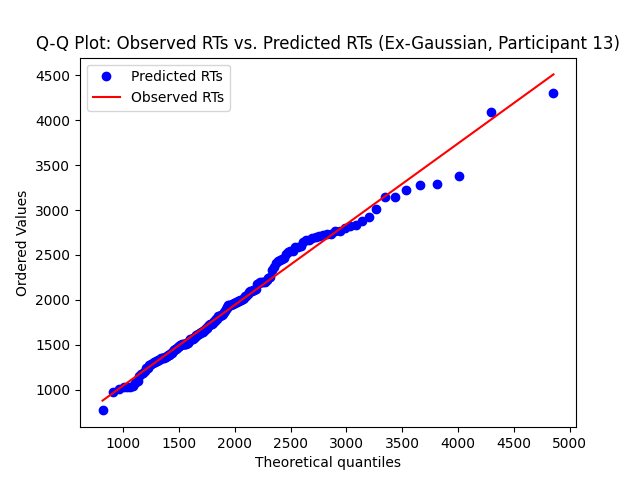 Q-Q Plot: Observed RTs vs. Predicted RTs (Ex-Gaussian, Participant 13)
Predicted RTs
Observed RTs
4500
4000
3500
3000
2500
2000
1500
1000
Ordered Values
1000 1500 2000 2500 3000 3500 4000 4500 5000
Theoretical quantiles